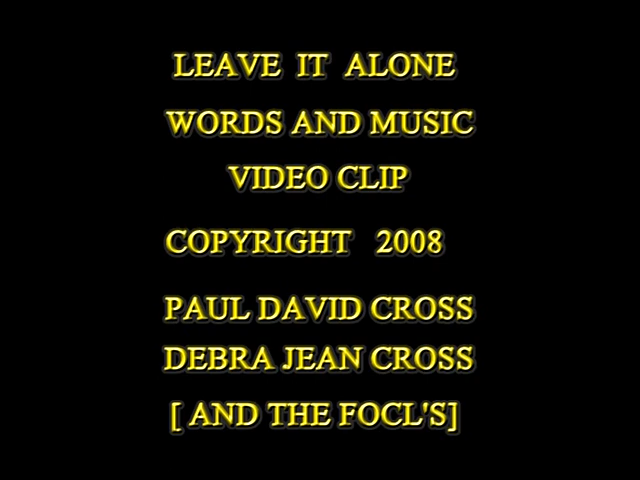 LEAVE IT ALONE
WORDS AND MUSIC
VIDEO CLIP
COPYRIGHT 2008
PAUL DAVID CROSS
DEBRA JEAN CROSS
[ AND THE FOCL'S]